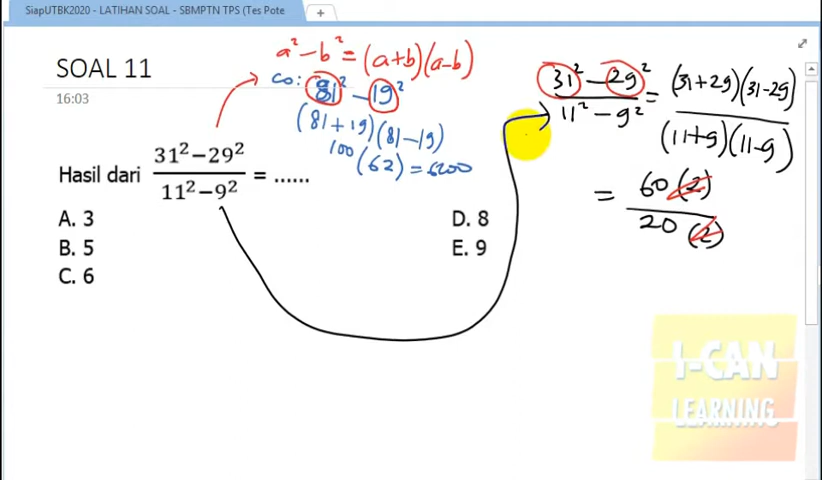 SiapUTBK2020 - LATIHAN SOAL - SBMPTN TPS (Tes Pote
+
SOAL 11
16:03
a² - b² = (a+b)(a-b)
co: 81² - 19²
(81+19)(81-19)
100 (62) = 6200
Hasil dari (31² − 29²)/(11² − 9²) = ......
A. 3
B. 5
C. 6
D. 8
E. 9
(31² - 29²)/(11² - 9²) = ((31+29)(31-29))/((11+9)(11-9))
= (60(2))/(20(2))
I-CAN
LEARNING